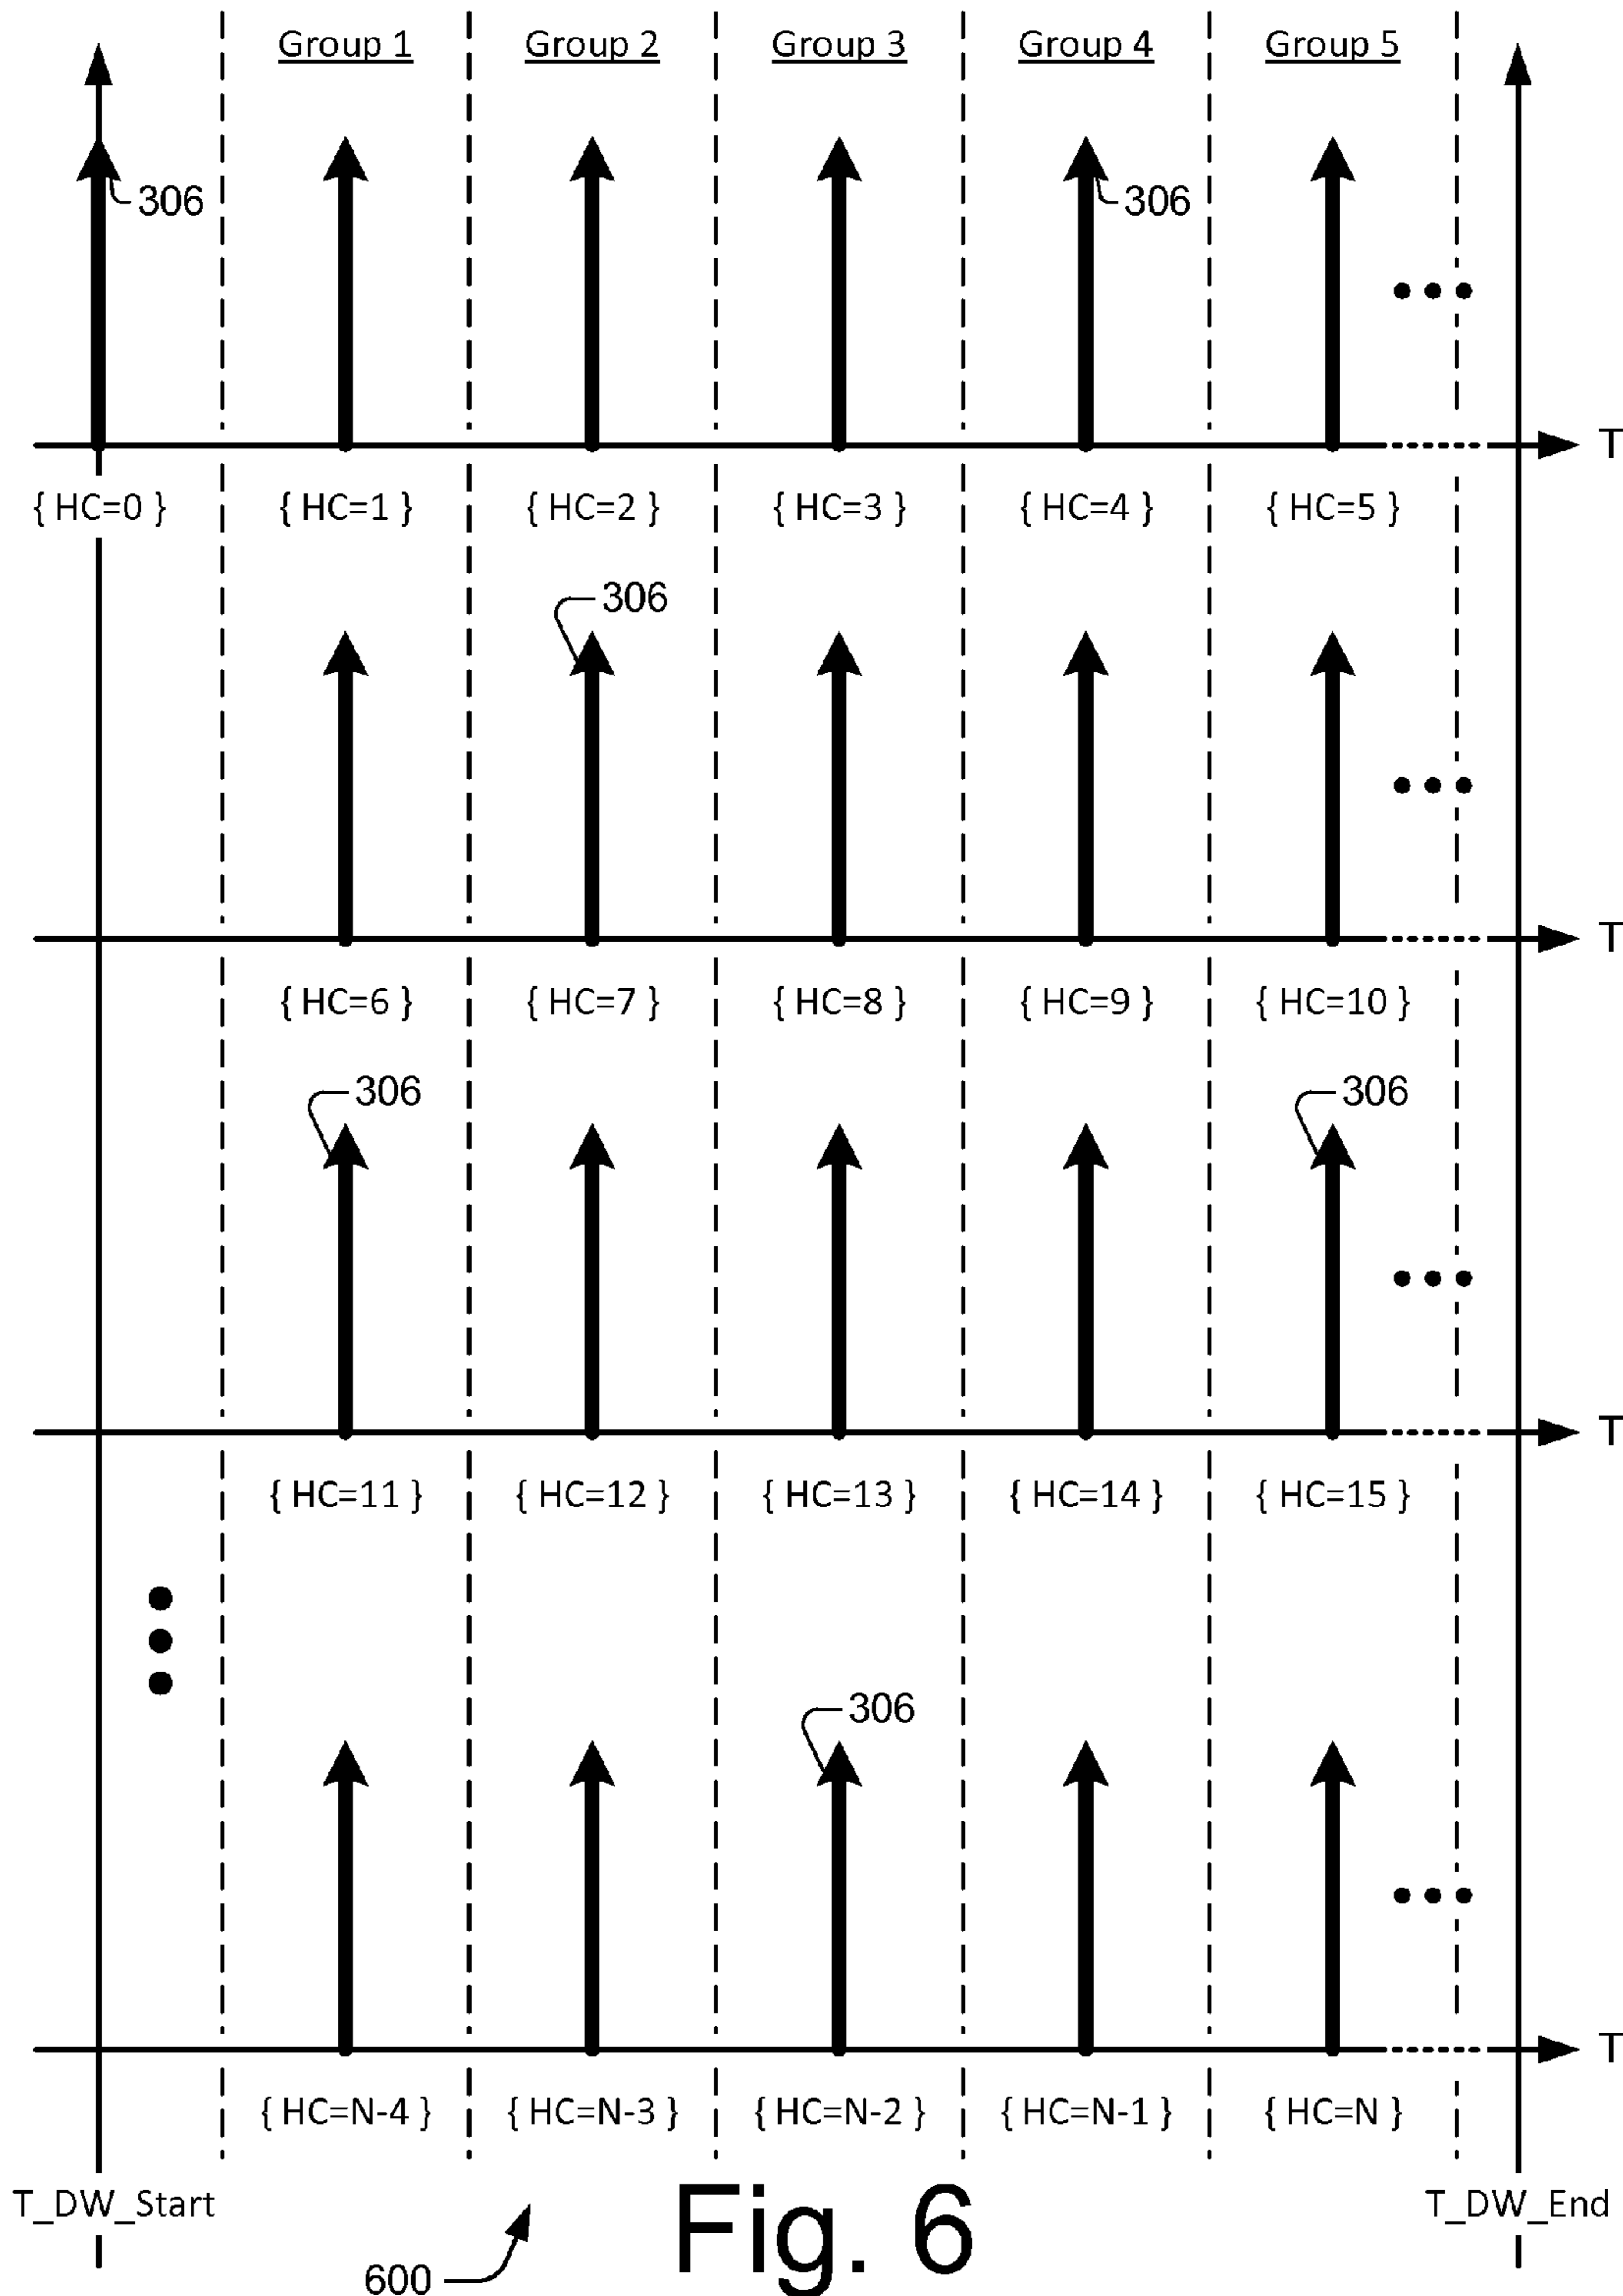 Group 1 Group 2 Group 3 Group 4 Group 5
306 306
T
{ HC=0 } { HC=1 } { HC=2 } { HC=3 } { HC=4 } { HC=5 }
306
T
{ HC=6 } { HC=7 } { HC=8 } { HC=9 } { HC=10 }
306 306
T
{ HC=11 } { HC=12 } { HC=13 } { HC=14 } { HC=15 }
306
T
{ HC=N-4 } { HC=N-3 } { HC=N-2 } { HC=N-1 } { HC=N }
T_DW_Start T_DW_End
Fig. 6
600